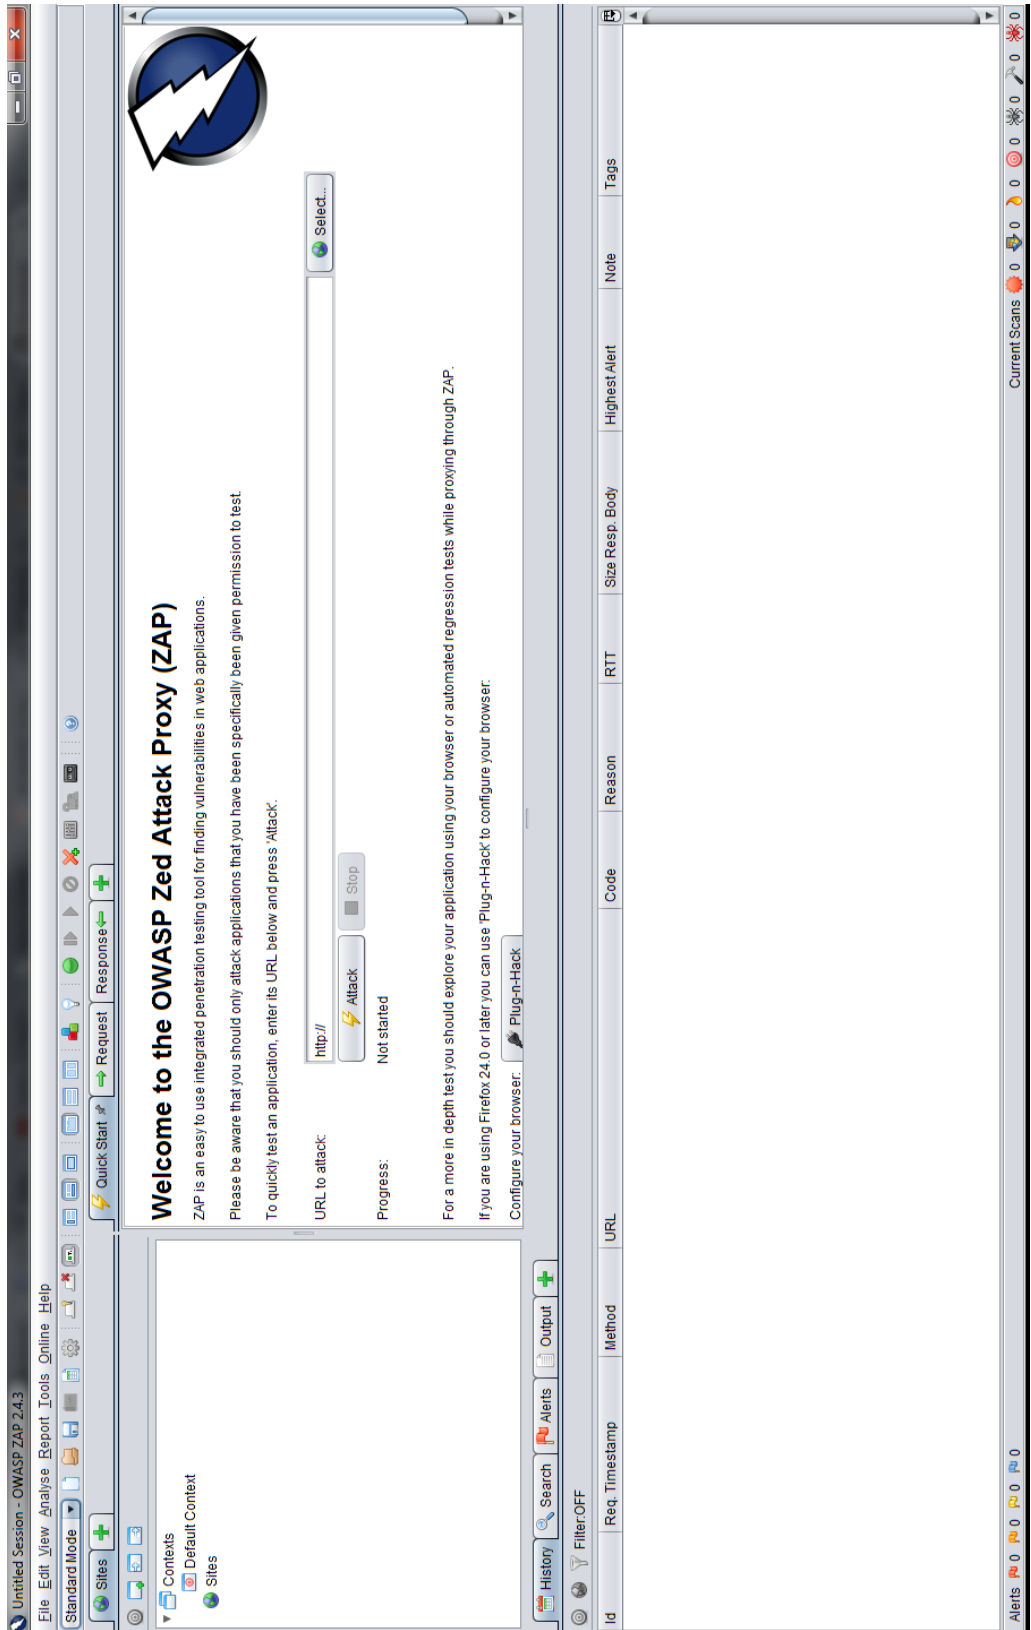 Untitled Session - OWASP ZAP 2.4.3
File Edit View Analyse Report Tools Online Help
Standard Mode
Sites
Quick Start
Request
Response
Contexts
Default Context
Sites
Welcome to the OWASP Zed Attack Proxy (ZAP)
ZAP is an easy to use integrated penetration testing tool for finding vulnerabilities in web applications.
Please be aware that you should only attack applications that you have been specifically been given permission to test.
To quickly test an application, enter its URL below and press 'Attack'.
URL to attack: http:// Select...
Attack Stop
Progress: Not started
For a more in depth test you should explore your application using your browser or automated regression tests while proxying through ZAP.
If you are using Firefox 24.0 or later you can use 'Plug-n-Hack' to configure your browser:
Configure your browser: Plug-n-Hack
History Search Alerts Output
Filter:OFF
Id Req. Timestamp Method URL Code Reason RTT Size Resp. Body Highest Alert Note Tags
Alerts 0 0 0 0 Current Scans 0 0 0 0 0 0 0